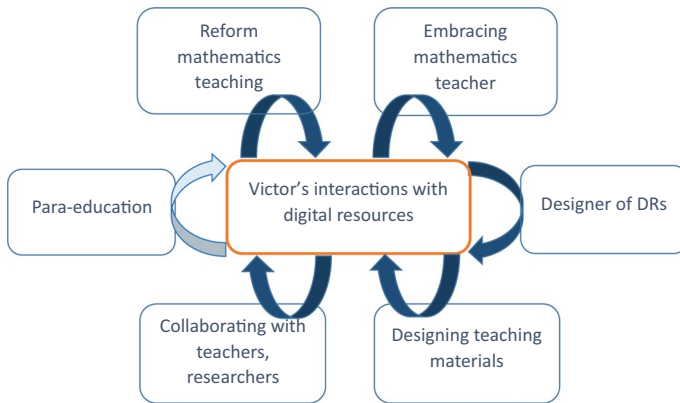 Reform
mathematics
teaching
Embracing
mathematics
teacher
Para-education
Victor’s interactions with
digital resources
Designer of DRs
Collaborating with
teachers,
researchers
Designing teaching
materials